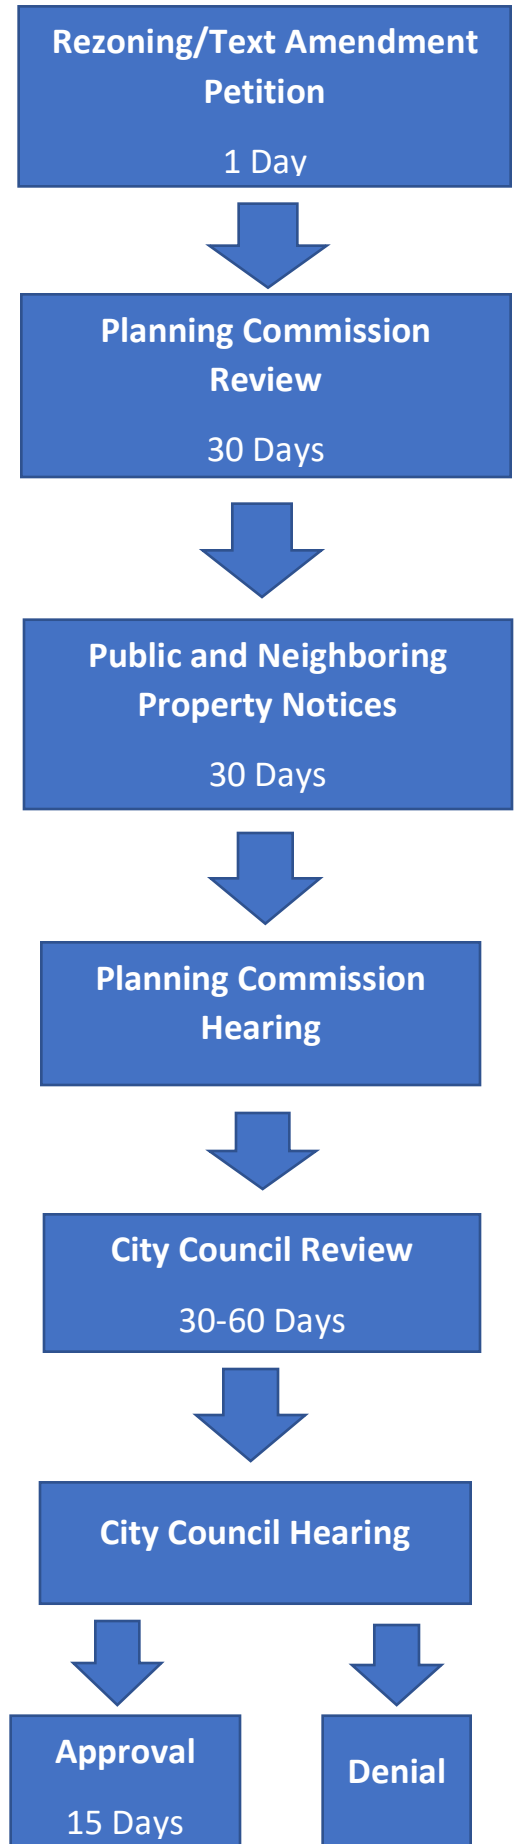 Rezoning/Text Amendment
Petition
1 Day
Planning Commission
Review
30 Days
Public and Neighboring
Property Notices
30 Days
Planning Commission
Hearing
City Council Review
30-60 Days
City Council Hearing
Approval
15 Days
Denial